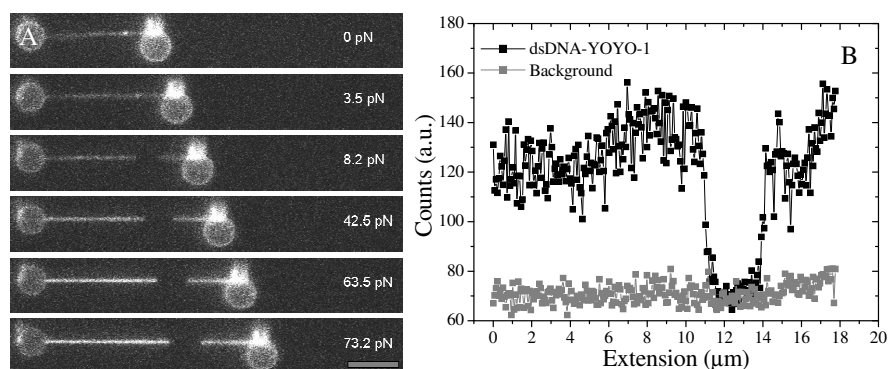 A
0 pN
3.5 pN
8.2 pN
42.5 pN
63.5 pN
73.2 pN
B
dsDNA-YOYO-1
Background
Counts (a.u.)
180
160
140
120
100
80
60
0 2 4 6 8 10 12 14 16 18 20
Extension (μm)